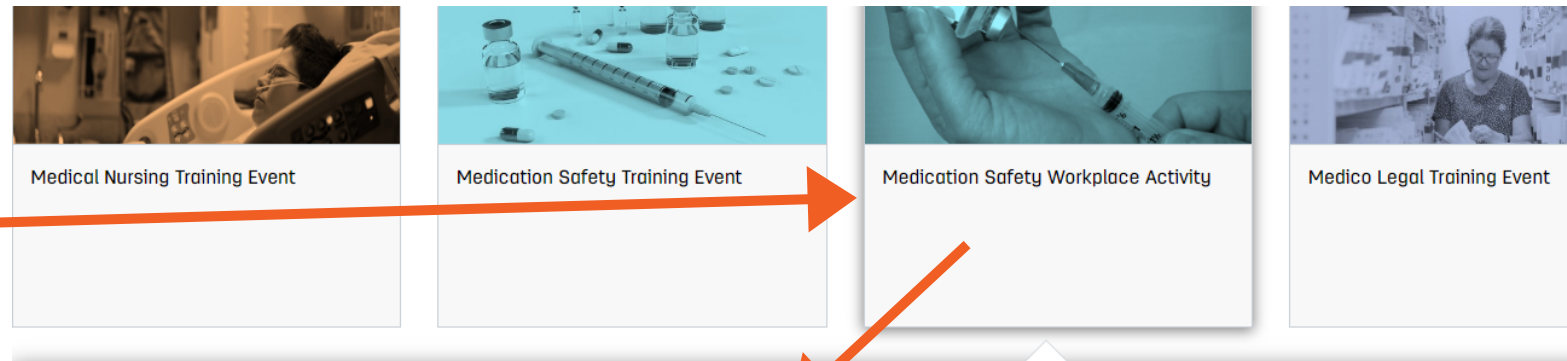 Medical Nursing Training Event
Medication Safety Training Event
Medication Safety Workplace Activity
Medico Legal Training Event